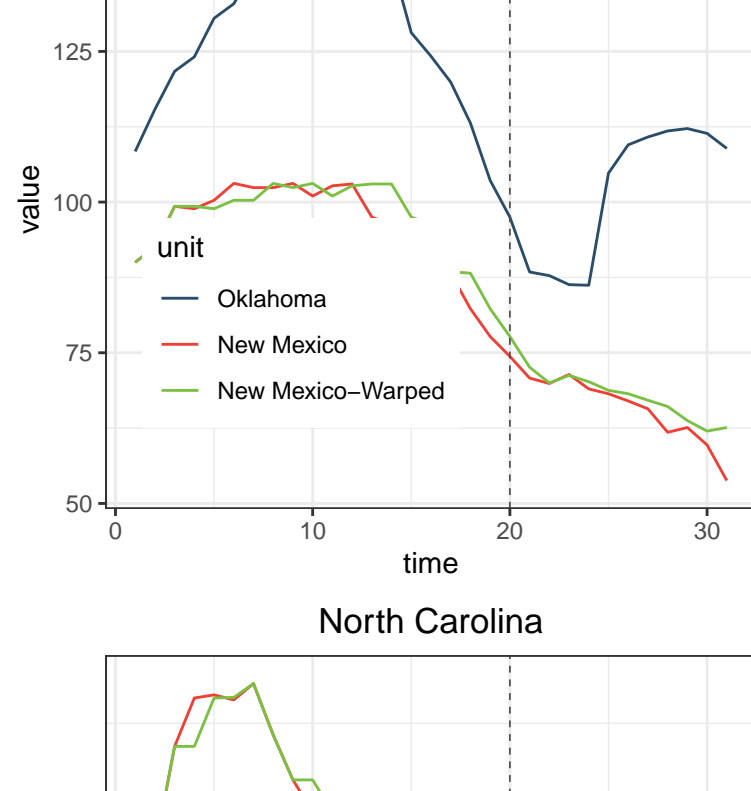 125
100
75
50
value
unit
Oklahoma
New Mexico
New Mexico−Warped
0 10 20 30
time
North Carolina